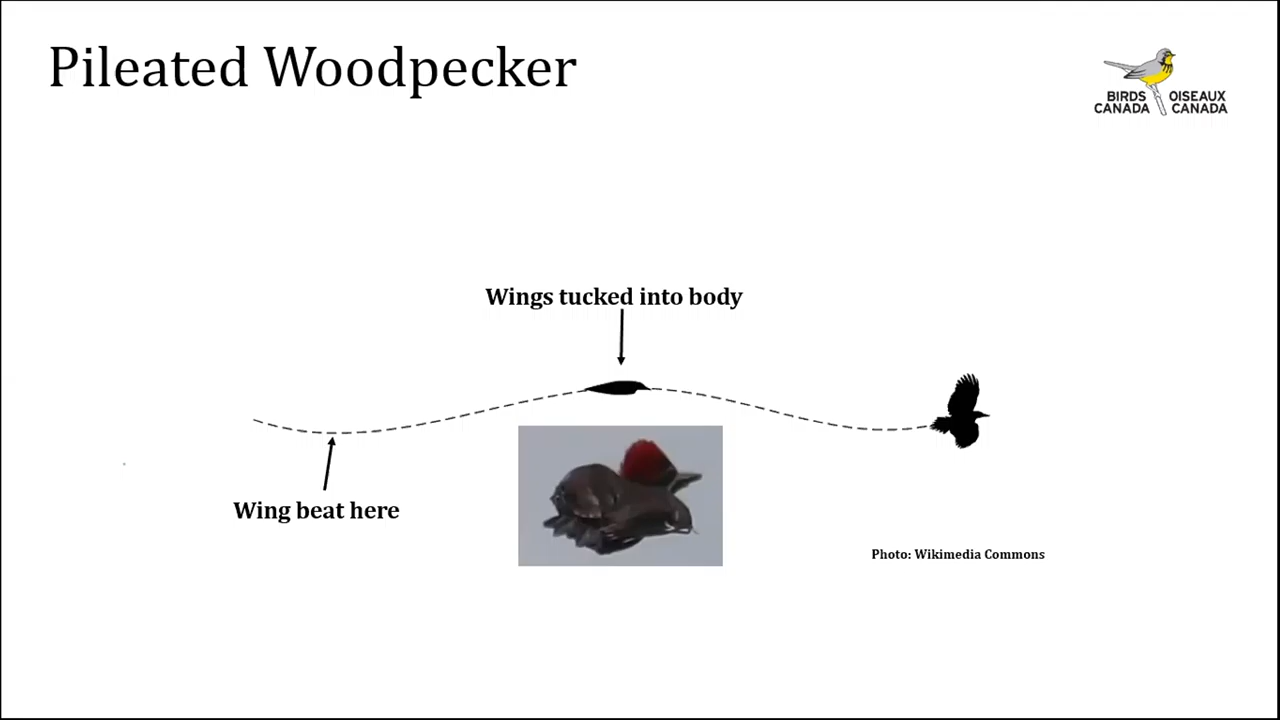 Pileated Woodpecker
BIRDS OISEAUX
CANADA CANADA
Wings tucked into body
Wing beat here
Photo: Wikimedia Commons